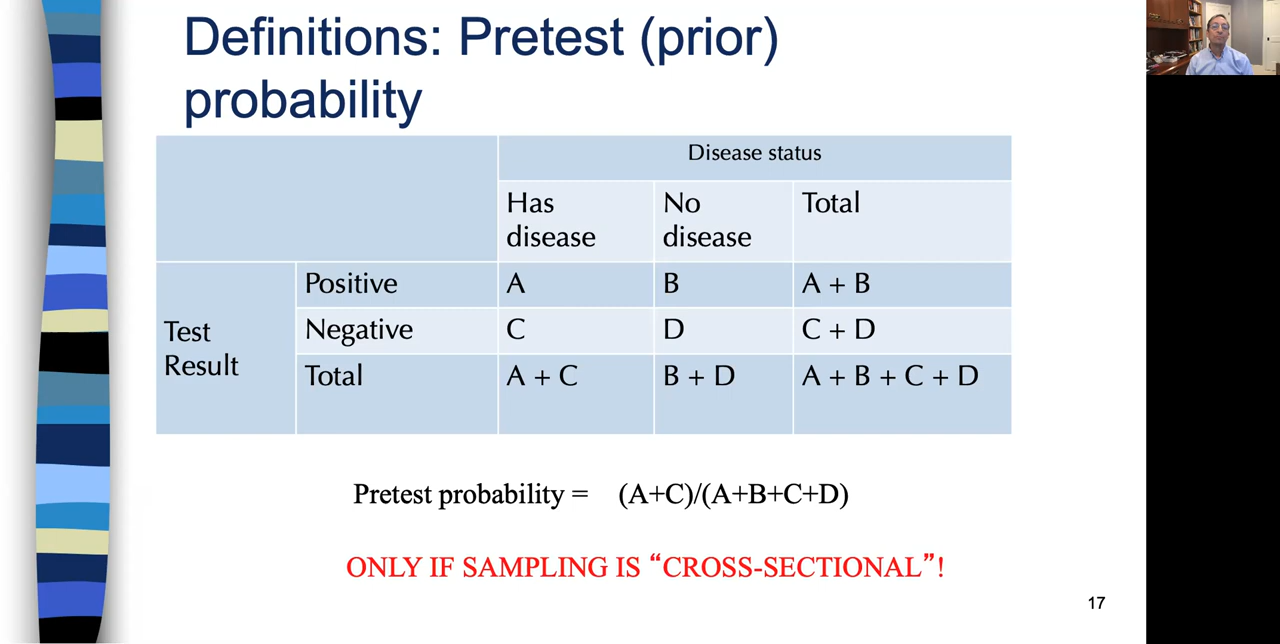 Definitions: Pretest (prior)
probability
Disease status
Has
disease
No
disease
Total
Test
Result
Positive
A
B
A + B
Negative
C
D
C + D
Total
A + C
B + D
A + B + C + D
Pretest probability = (A+C)/(A+B+C+D)
ONLY IF SAMPLING IS “CROSS-SECTIONAL”!
17